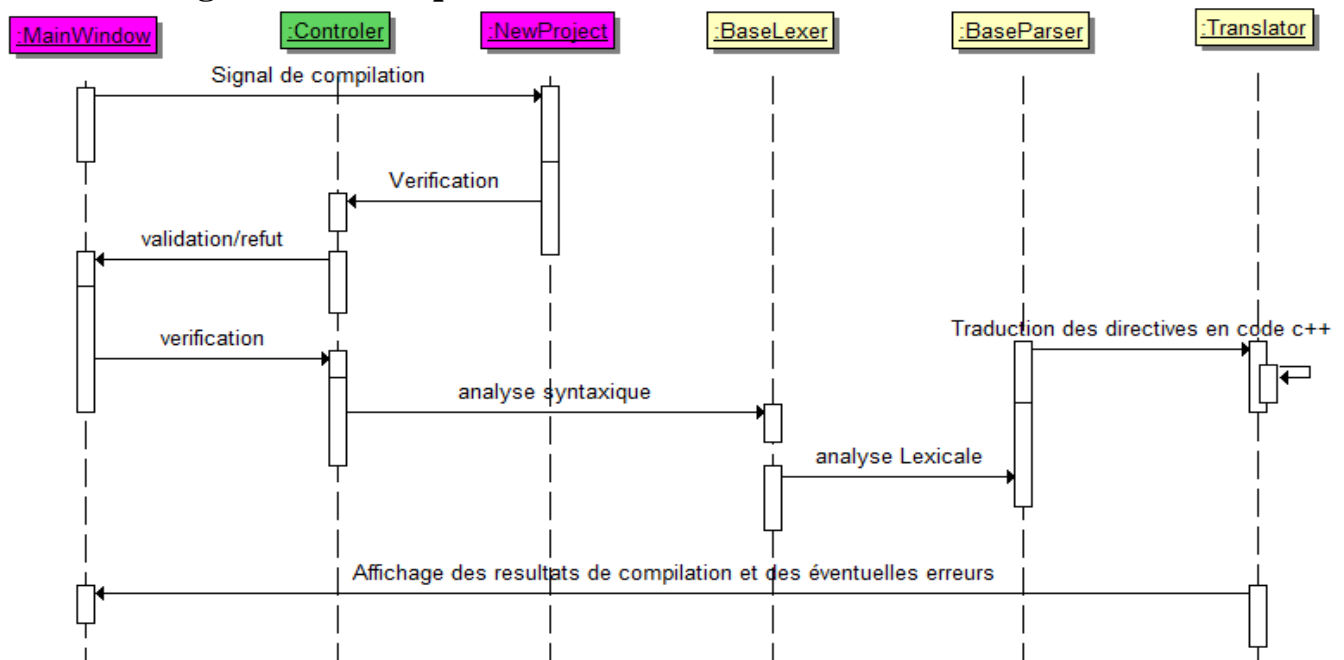 :MainWindow
:Controler
:NewProject
:BaseLexer
:BaseParser
:Translator
Signal de compilation
Verification
validation/refut
verification
Traduction des directives en code c++
analyse syntaxique
analyse Lexicale
Affichage des resultats de compilation et des éventuelles erreurs